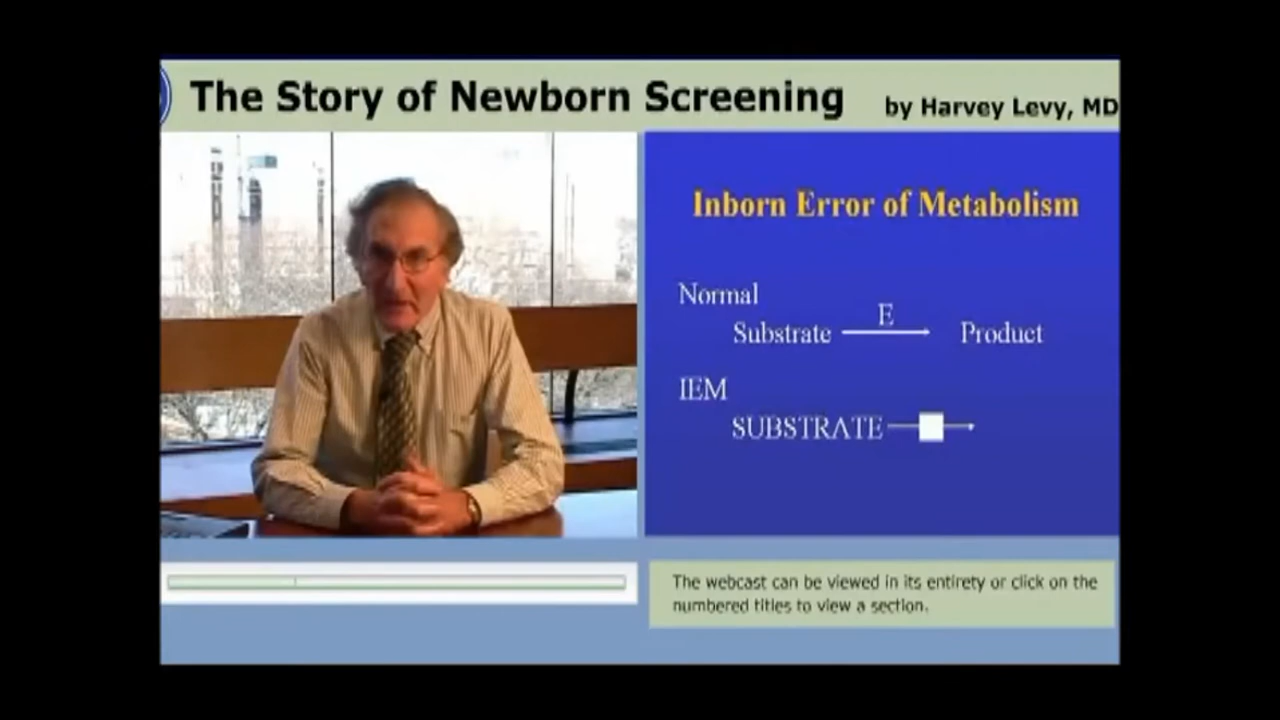 The Story of Newborn Screening by Harvey Levy, MD
Inborn Error of Metabolism
Normal
E
Substrate Product
IEM
SUBSTRATE
The webcast can be viewed in its entirety or click on the
numbered titles to view a section.